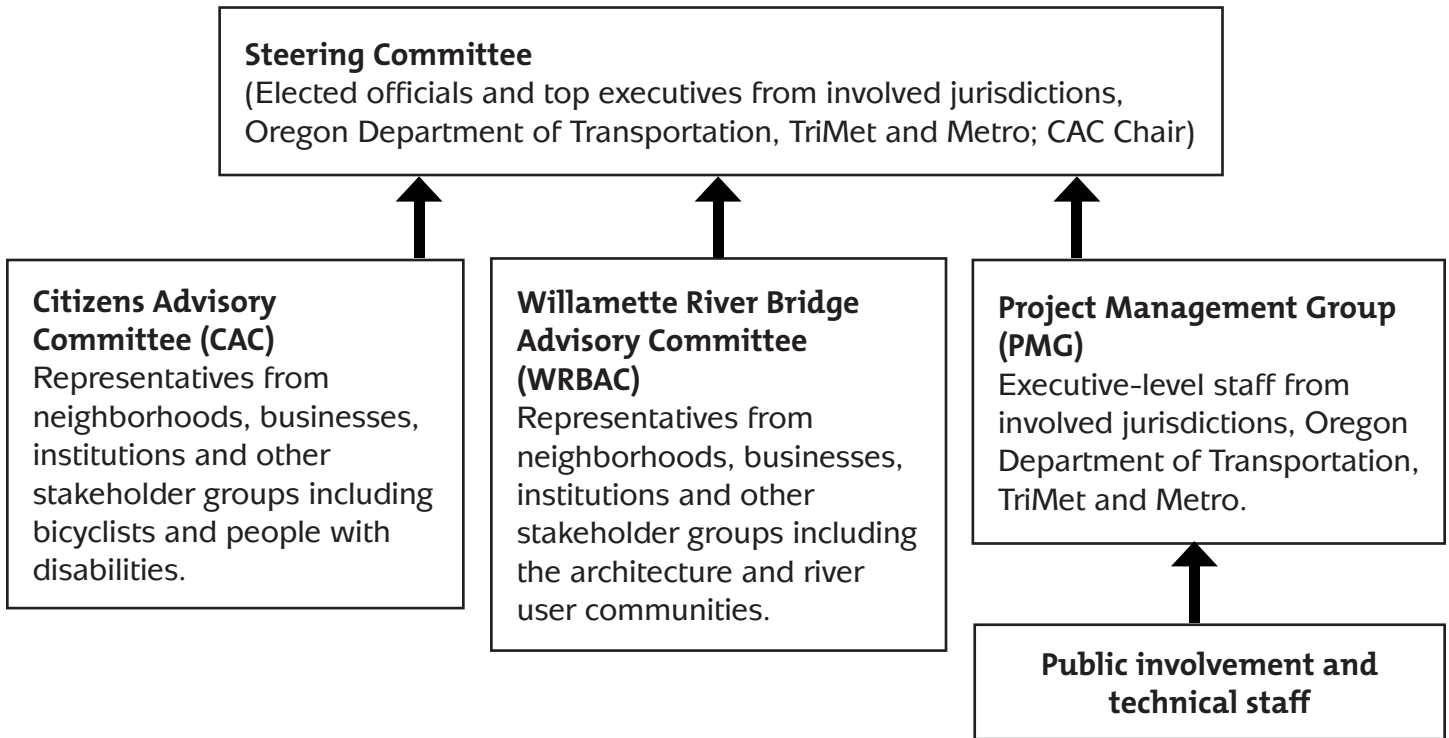 Steering Committee
(Elected officials and top executives from involved jurisdictions,
Oregon Department of Transportation, TriMet and Metro; CAC Chair)
Citizens Advisory
Committee (CAC)
Representatives from
neighborhoods, businesses,
institutions and other
stakeholder groups including
bicyclists and people with
disabilities.
Willamette River Bridge
Advisory Committee
(WRBAC)
Representatives from
neighborhoods, businesses,
institutions and other
stakeholder groups including
the architecture and river
user communities.
Project Management Group
(PMG)
Executive-level staff from
involved jurisdictions, Oregon
Department of Transportation,
TriMet and Metro.
Public involvement and
technical staff